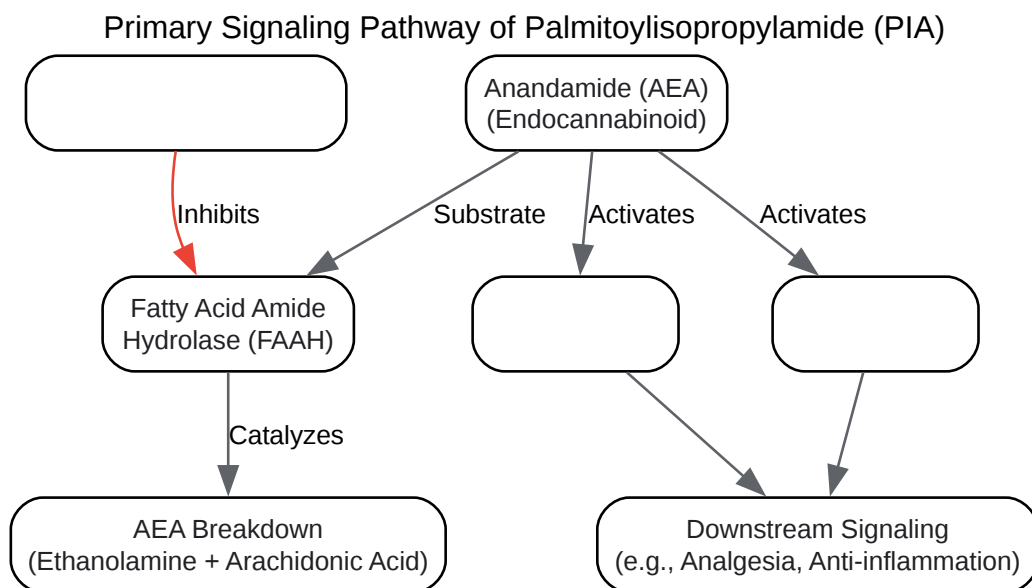 Primary Signaling Pathway of Palmitoylisopropylamide (PIA)
Anandamide (AEA)
(Endocannabinoid)
Inhibits
Substrate
Activates
Activates
Fatty Acid Amide
Hydrolase (FAAH)
Catalyzes
AEA Breakdown
(Ethanolamine + Arachidonic Acid)
Downstream Signaling
(e.g., Analgesia, Anti-inflammation)